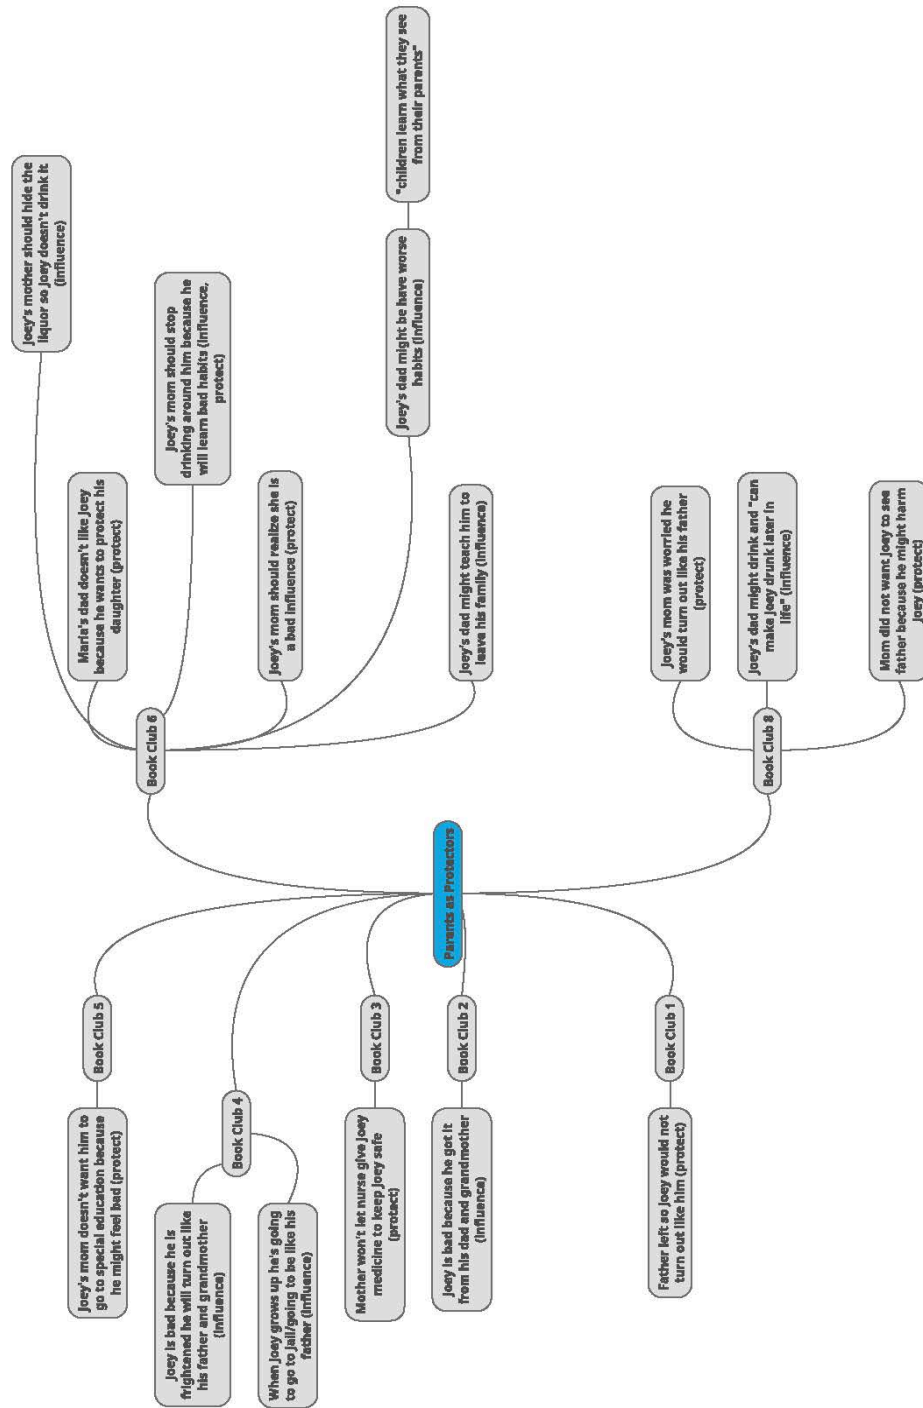 Parents as Protectors
Book Club 1
Father left so Joey would not
turn out like him (protect)
Book Club 2
Joey is bad because he got it
from his dad and grandmother
(influence)
Book Club 3
Mother won't let nurse give Joey
medicine to keep Joey safe
(protect)
Book Club 4
Joey is bad because he is
frightened he will turn out like
his father and grandmother
(influence)
When Joey grows up he's going
to go to jail/going to be like his
father (influence)
Book Club 5
Joey's mom doesn't want him to
go to special education because
he might feel bad (protect)
Book Club 6
Joey's mother should hide the
liquor so Joey doesn't drink it
(influence)
Maria's dad doesn't like Joey
because he wants to protect his
daughter (protect)
Joey's mom should stop
drinking around him because he
will learn bad habits (influence,
protect)
Joey's mom should realize she is
a bad influence (protect)
Joey's dad might be have worse
habits (influence)
"children learn what they see
from their parents"
Joey's dad might teach him to
leave his family (influence)
Book Club 8
Joey's mom was worried he
would turn out like his father
(protect)
Joey's dad might drink and "can
make Joey drunk later in
life" (influence)
Mom did not want Joey to see
father because he might harm
Joey (protect)